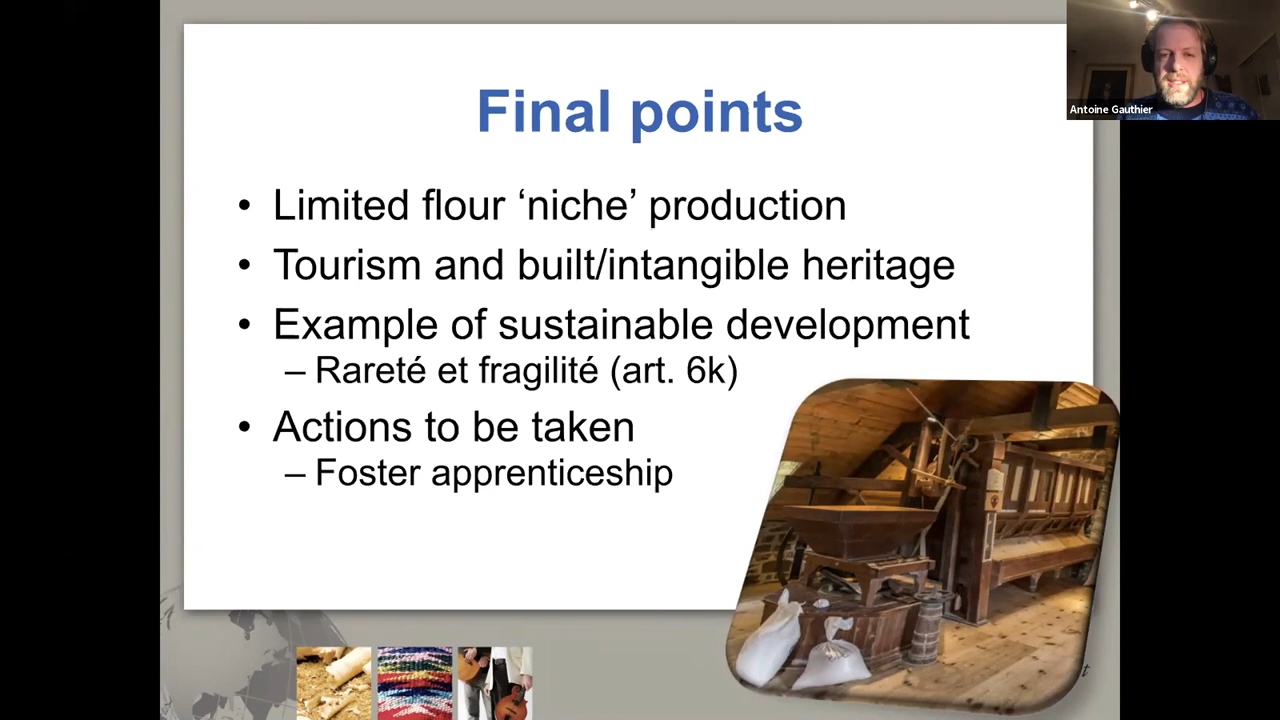 Final points
• Limited flour ‘niche’ production
• Tourism and built/intangible heritage
• Example of sustainable development
– Rareté et fragilité (art. 6k)
• Actions to be taken
– Foster apprenticeship
Antoine Gauthier